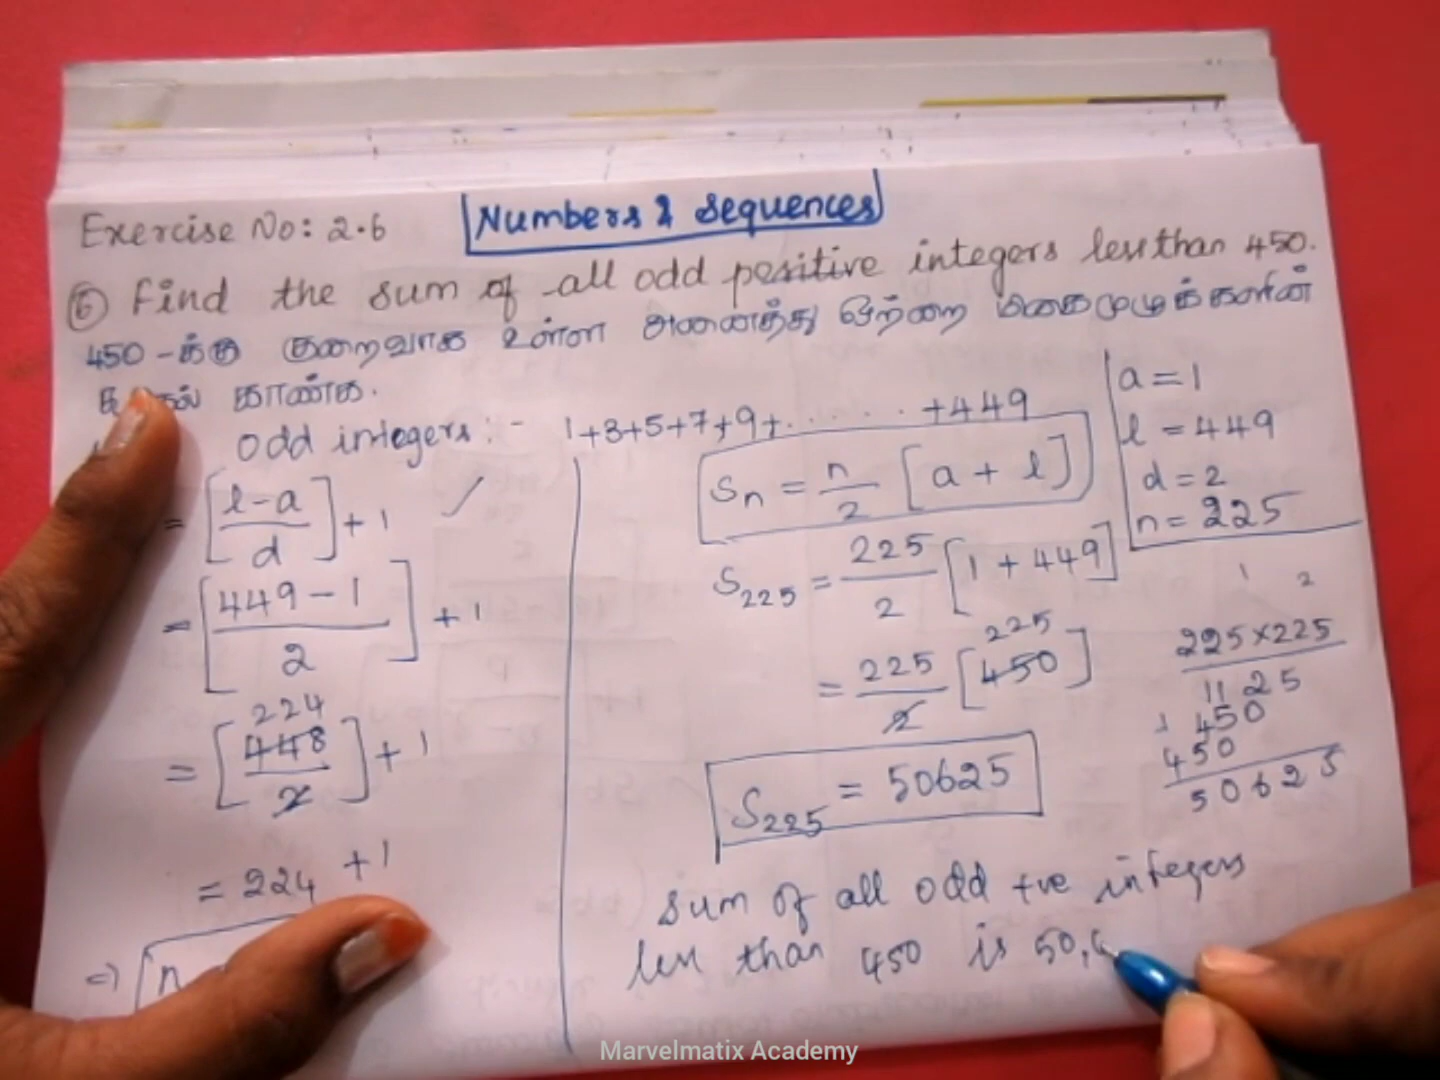 Exercise No: 2.6
Numbers & Sequences
⑥ Find the sum of all odd positive integers less than 450.
450-க்கு குறைவாக உள்ள அனைத்து ஒற்றை மிகை முழுக்களின்
காண்க.
odd integers :- 1+3+5+7+9+.......+449
= [l-a/d]+1
= [449-1/2] +1
224
= [448/2]+1
= 224 +1
=> n
Sn = n/2 [a + l]
S225 = 225/2 [1 + 449]
225
= 225/2 [450]
S225 = 50625
a = 1
l = 449
d = 2
n = 225
1 2
225×225
1125
1 450
450
50625
Sum of all odd +ve integers
less than 450 is 50,
Marvelmatix Academy